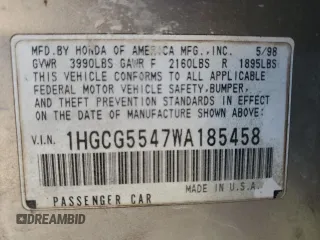 MFD.BY HONDA OF AMERICA MFG.,INC. 5/98
GVWR 3990LBS GAWR F 2160LBS R 1895LBS
THIS VEHICLE CONFORMS TO ALL APPLICABLE
FEDERAL MOTOR VEHICLE SAFETY,BUMPER,
AND THEFT PREVENTION STANDARDS IN EFFECT
ON THE DATE OF MANUFACTURE SHOWN ABOVE.
V.I.N. 1HGCG5547WA185458
MADE IN U.S.A.
PASSENGER CAR
DREAMBID